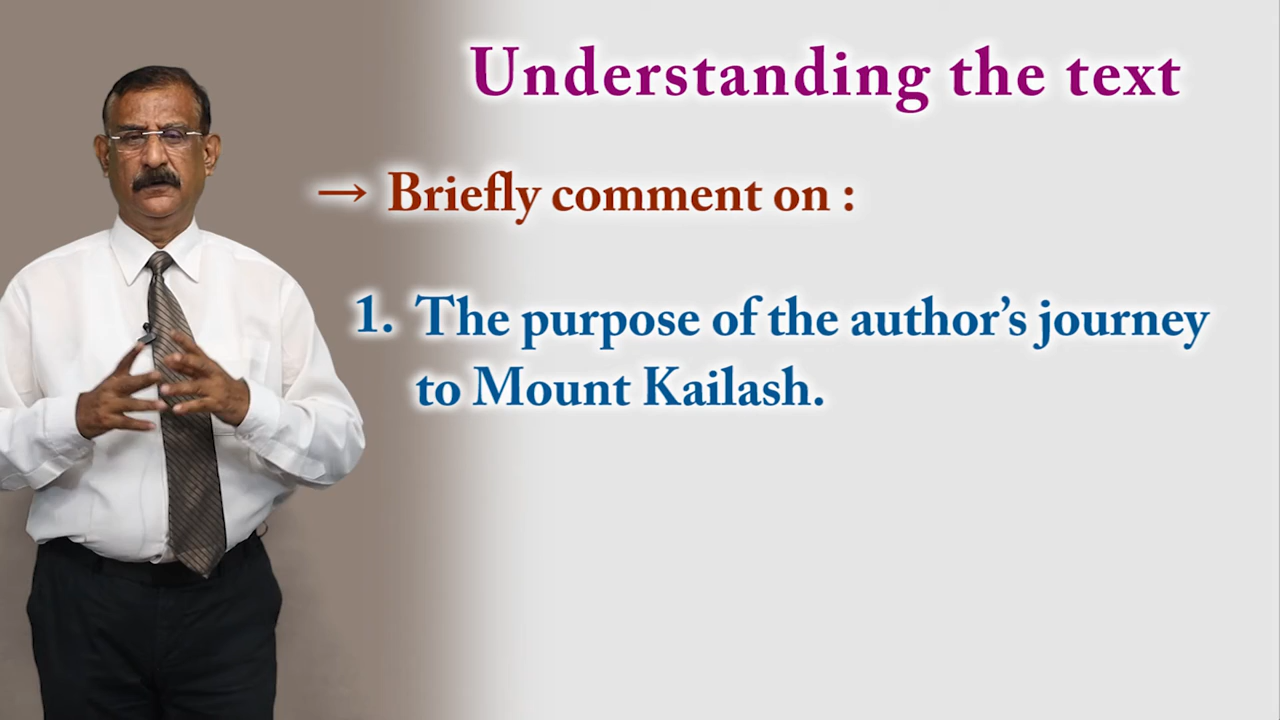 Understanding the text
→ Briefly comment on :
1. The purpose of the author's journey
to Mount Kailash.